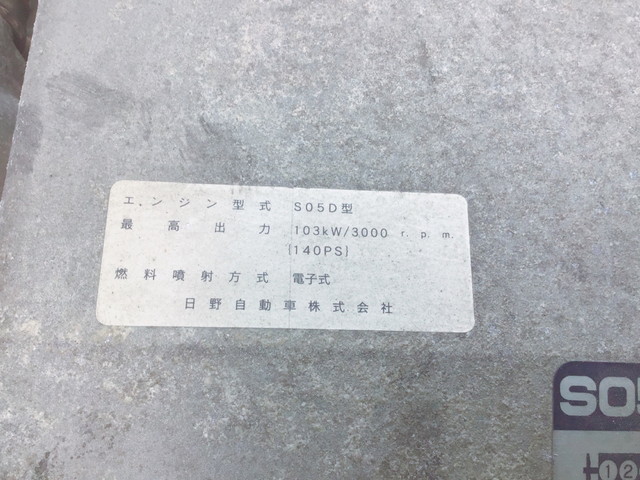 エンジン型式 S05D型
最高出力 103kW/3000 r.p.m.
(140PS)
燃料噴射方式 電子式
日野自動車株式会社
S05
①②